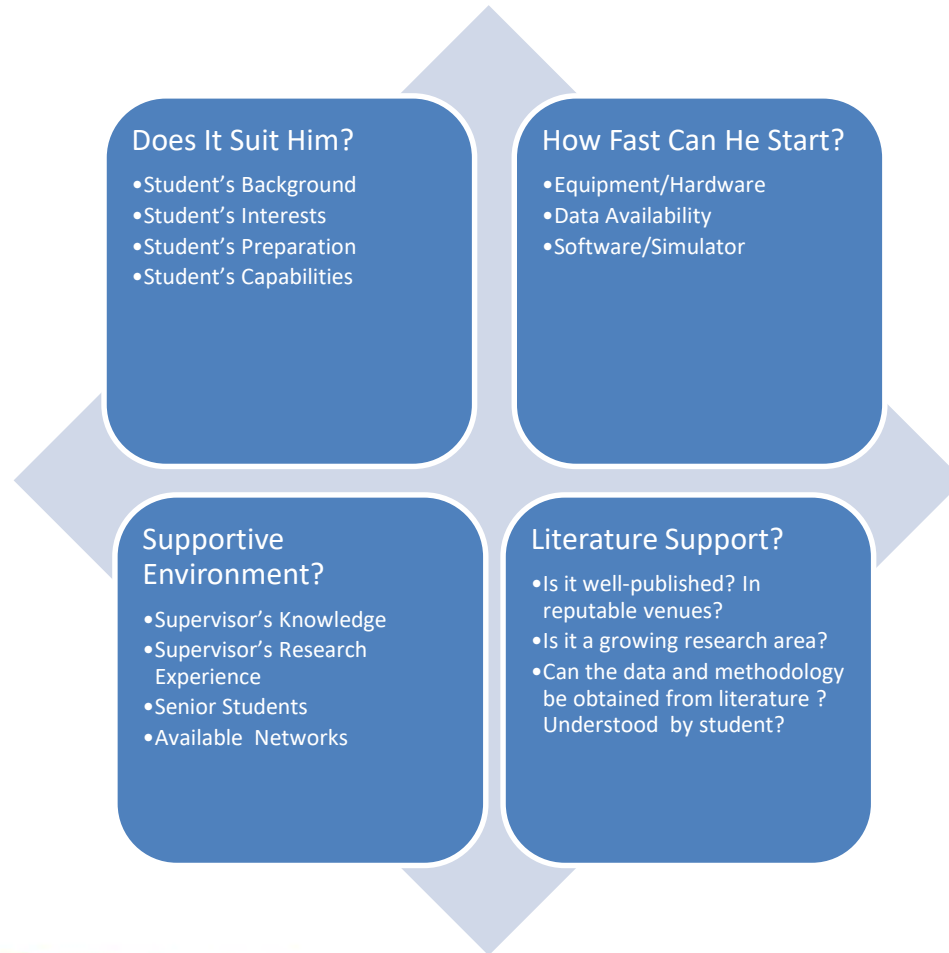 Does It Suit Him?
•Student’s Background
•Student’s Interests
•Student’s Preparation
•Student’s Capabilities
How Fast Can He Start?
•Equipment/Hardware
•Data Availability
•Software/Simulator
Supportive
Environment?
•Supervisor’s Knowledge
•Supervisor’s Research
Experience
•Senior Students
•Available  Networks
Literature Support?
•Is it well-published? In
reputable venues?
•Is it a growing research area?
•Can the data and methodology
be obtained from literature ?
Understood  by student?